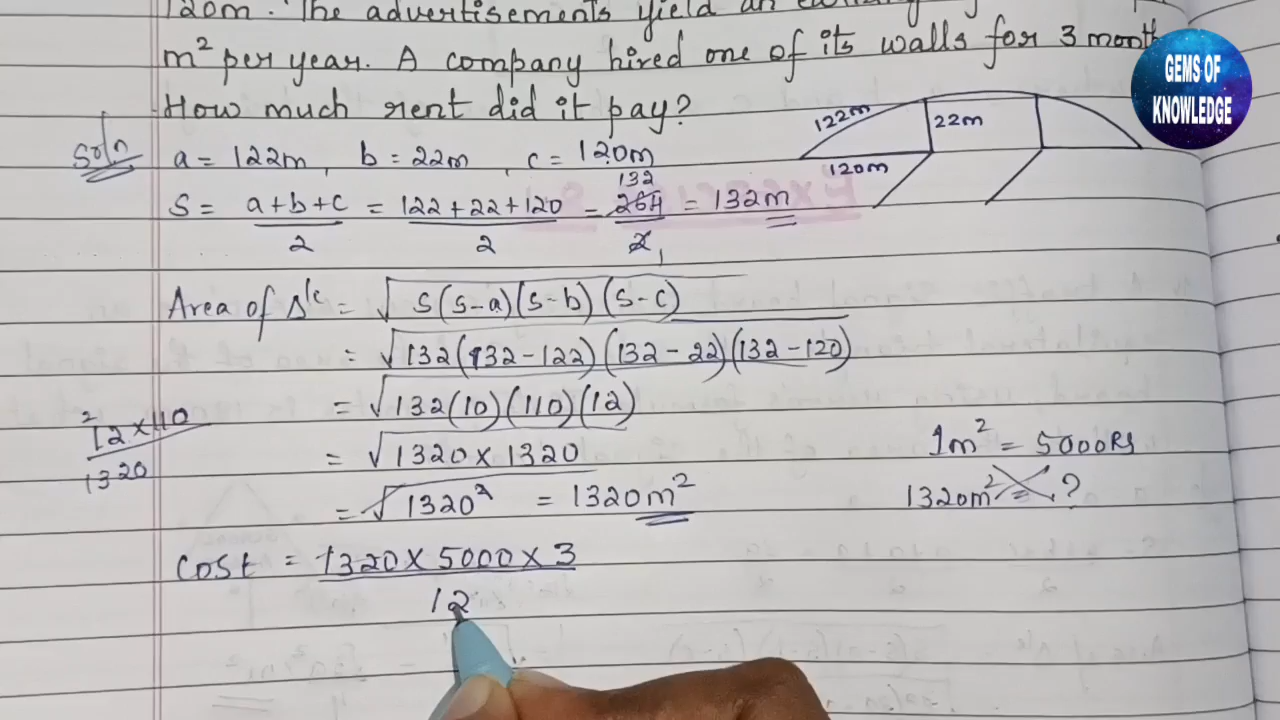 120m. The advertisements yield an
m² per year. A company hired one of its walls for 3 month
How much rent did it pay?
GEMS OF
KNOWLEDGE
Soln
a = 122m, b = 22m, c = 120m
122m
22m
120m
S = a+b+c/2 = 122+22+120/2 = 264/2 132 1 = 132m
Area of Δle = √S(S-a)(S-b)(S-c)
= √132(132-122)(132-22)(132-120)
= √132(10)(110)(12)
= √1320×1320
= √1320² = 1320m²
12×110
2
1320
1m² = 5000Rs
1320m² = ?
Cost = 1320×5000×3/12